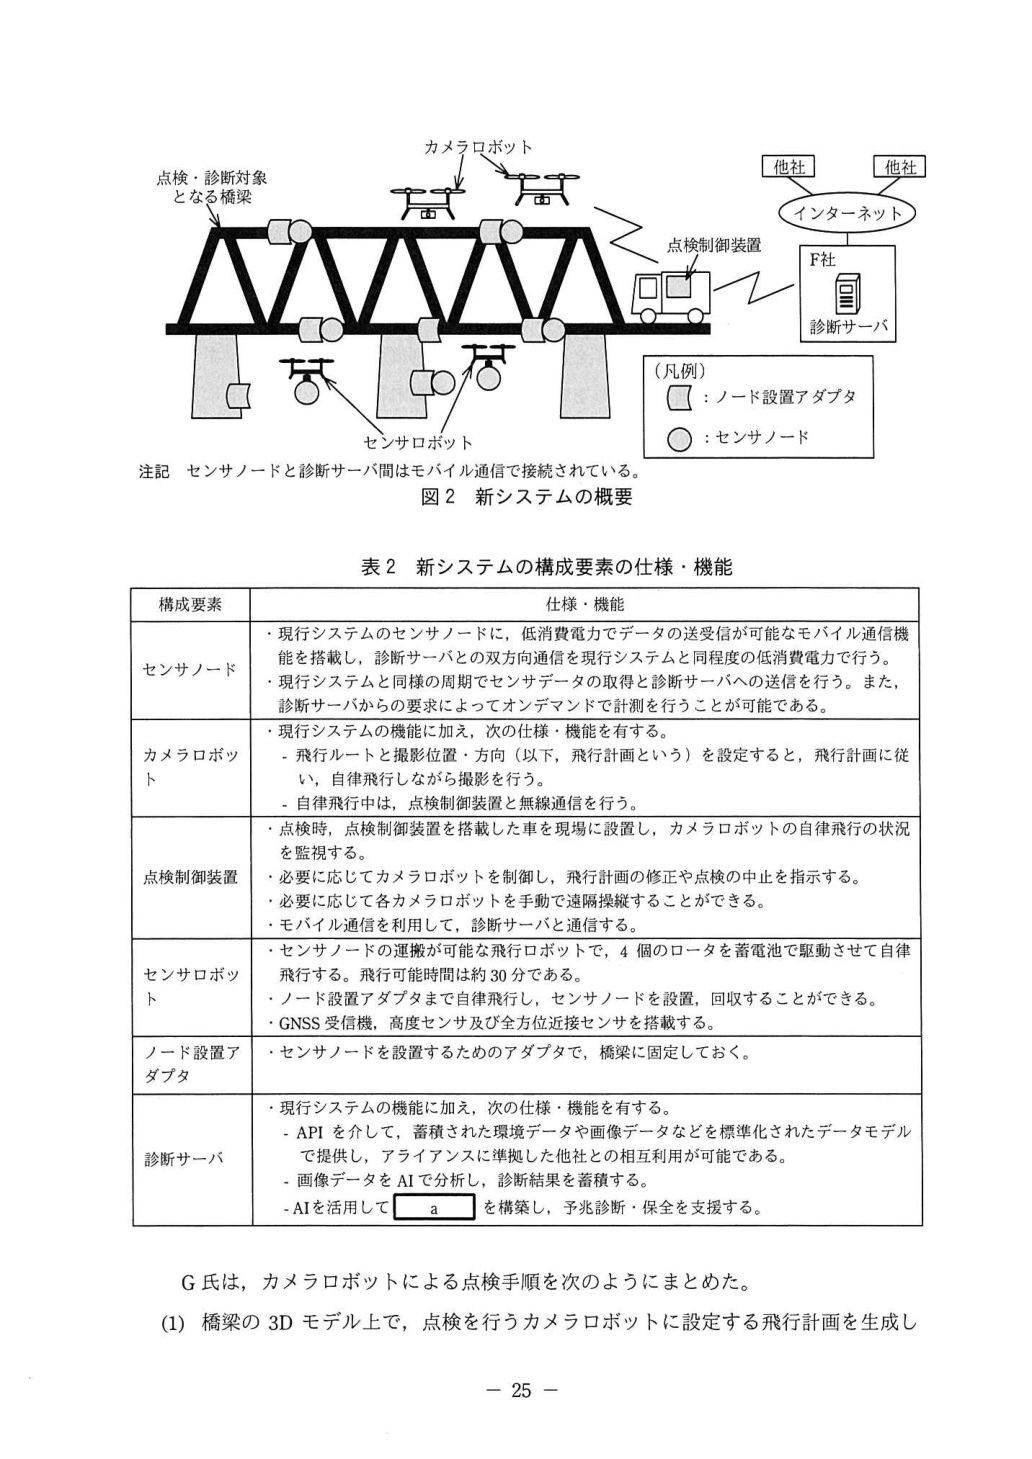 カメラロボット
点検・診断対象
となる橋梁
他社
他社
インターネット
点検制御装置
F社
診断サーバ
(凡例)
：ノード設置アダプタ
：センサノード
センサロボット
注記　センサノードと診断サーバ間はモバイル通信で接続されている。
図2　新システムの概要
表2　新システムの構成要素の仕様・機能
構成要素
仕様・機能
センサノード
・現行システムのセンサノードに，低消費電力でデータの送受信が可能なモバイル通信機
能を搭載し，診断サーバとの双方向通信を現行システムと同程度の低消費電力で行う。
・現行システムと同様の周期でセンサデータの取得と診断サーバへの送信を行う。また，
診断サーバからの要求によってオンデマンドで計測を行うことが可能である。
カメラロボッ
ト
・現行システムの機能に加え，次の仕様・機能を有する。
- 飛行ルートと撮影位置・方向（以下，飛行計画という）を設定すると，飛行計画に従
い，自律飛行しながら撮影を行う。
- 自律飛行中は，点検制御装置と無線通信を行う。
点検制御装置
・点検時，点検制御装置を搭載した車を現場に設置し，カメラロボットの自律飛行の状況
を監視する。
・必要に応じてカメラロボットを制御し，飛行計画の修正や点検の中止を指示する。
・必要に応じて各カメラロボットを手動で遠隔操縦することができる。
・モバイル通信を利用して，診断サーバと通信する。
センサロボッ
ト
・センサノードの運搬が可能な飛行ロボットで，4 個のロータを蓄電池で駆動させて自律
飛行する。飛行可能時間は約 30 分である。
・ノード設置アダプタまで自律飛行し，センサノードを設置，回収することができる。
・GNSS 受信機，高度センサ及び全方位近接センサを搭載する。
ノード設置ア
ダプタ
・センサノードを設置するためのアダプタで，橋梁に固定しておく。
診断サーバ
・現行システムの機能に加え，次の仕様・機能を有する。
- API を介して，蓄積された環境データや画像データなどを標準化されたデータモデル
で提供し，アライアンスに準拠した他社との相互利用が可能である。
- 画像データを AI で分析し，診断結果を蓄積する。
- AI を活用して a を構築し，予兆診断・保全を支援する。
G 氏は，カメラロボットによる点検手順を次のようにまとめた。
(1)　橋梁の 3D モデル上で，点検を行うカメラロボットに設定する飛行計画を生成し
－ 25 －